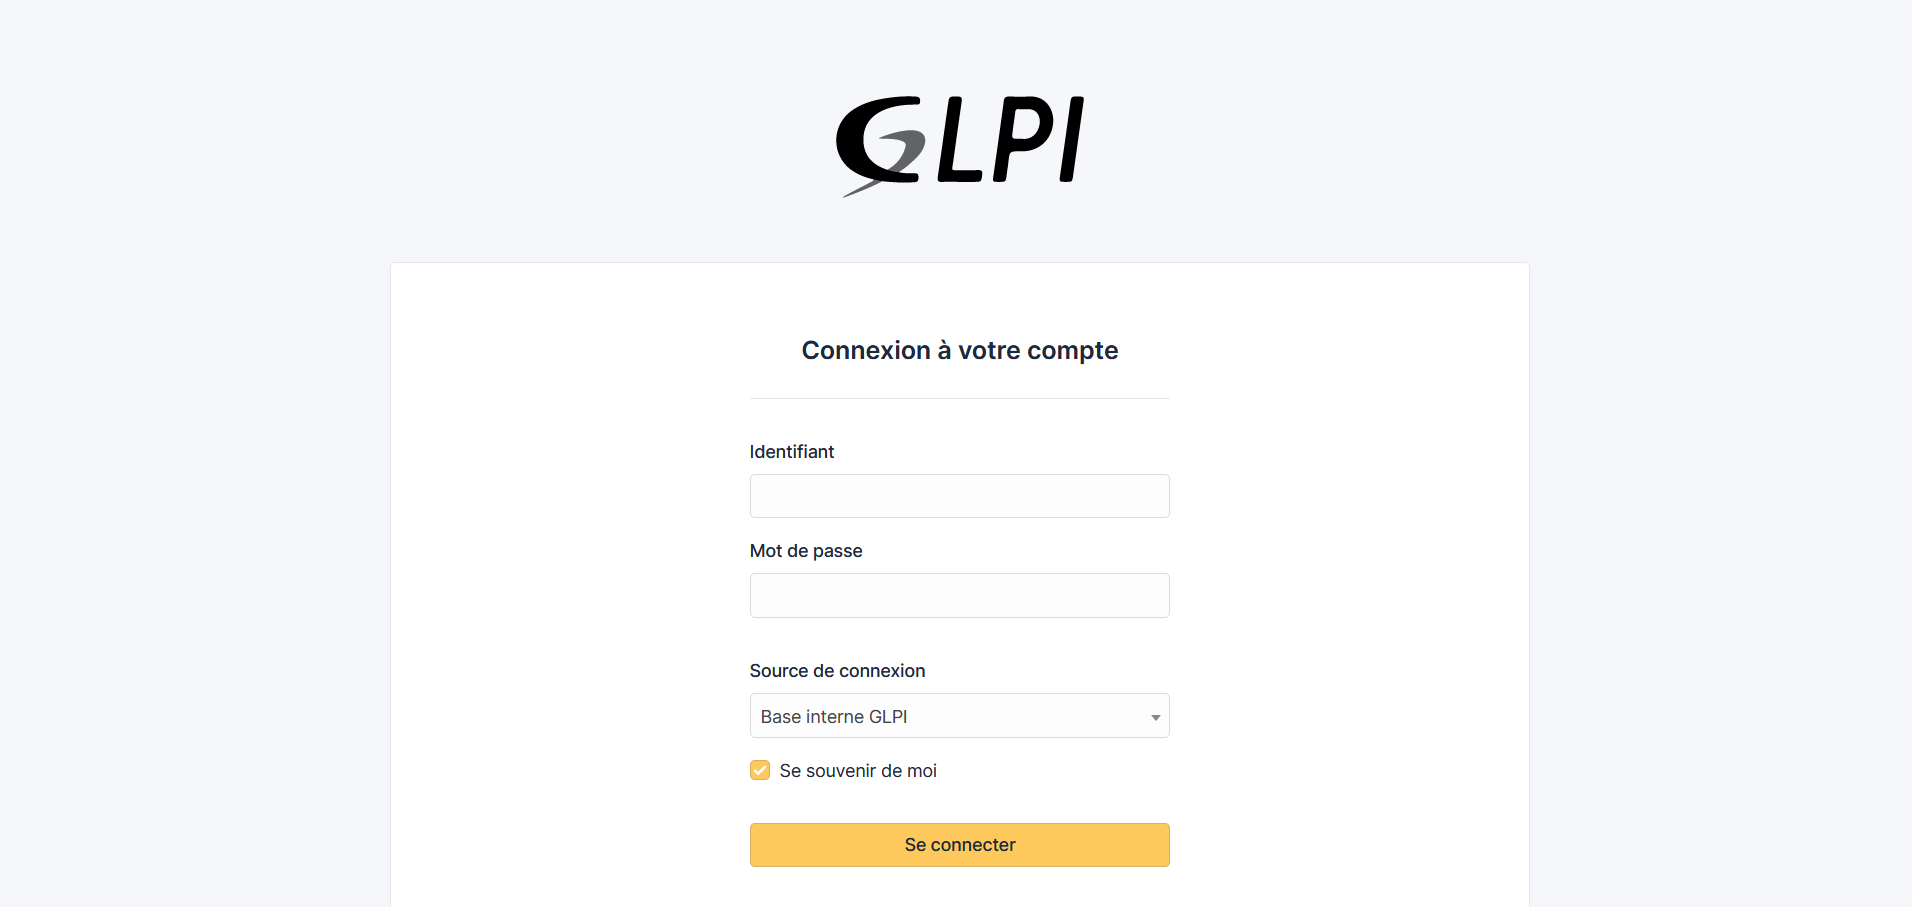 GLPI
Connexion à votre compte
Identifiant
Mot de passe
Source de connexion
Base interne GLPI
Se souvenir de moi
Se connecter